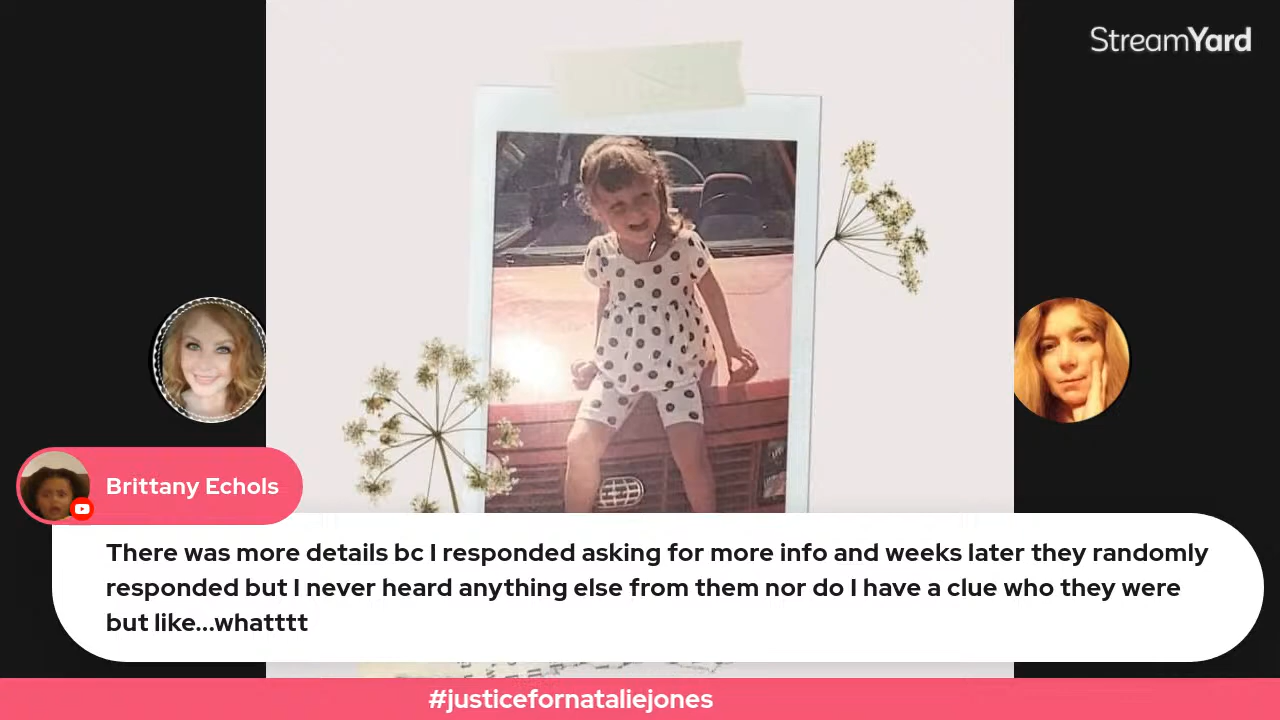 StreamYard
Brittany Echols
There was more details bc I responded asking for more info and weeks later they randomly
responded but I never heard anything else from them nor do I have a clue who they were
but like...whatttt
#justicefornataliejones